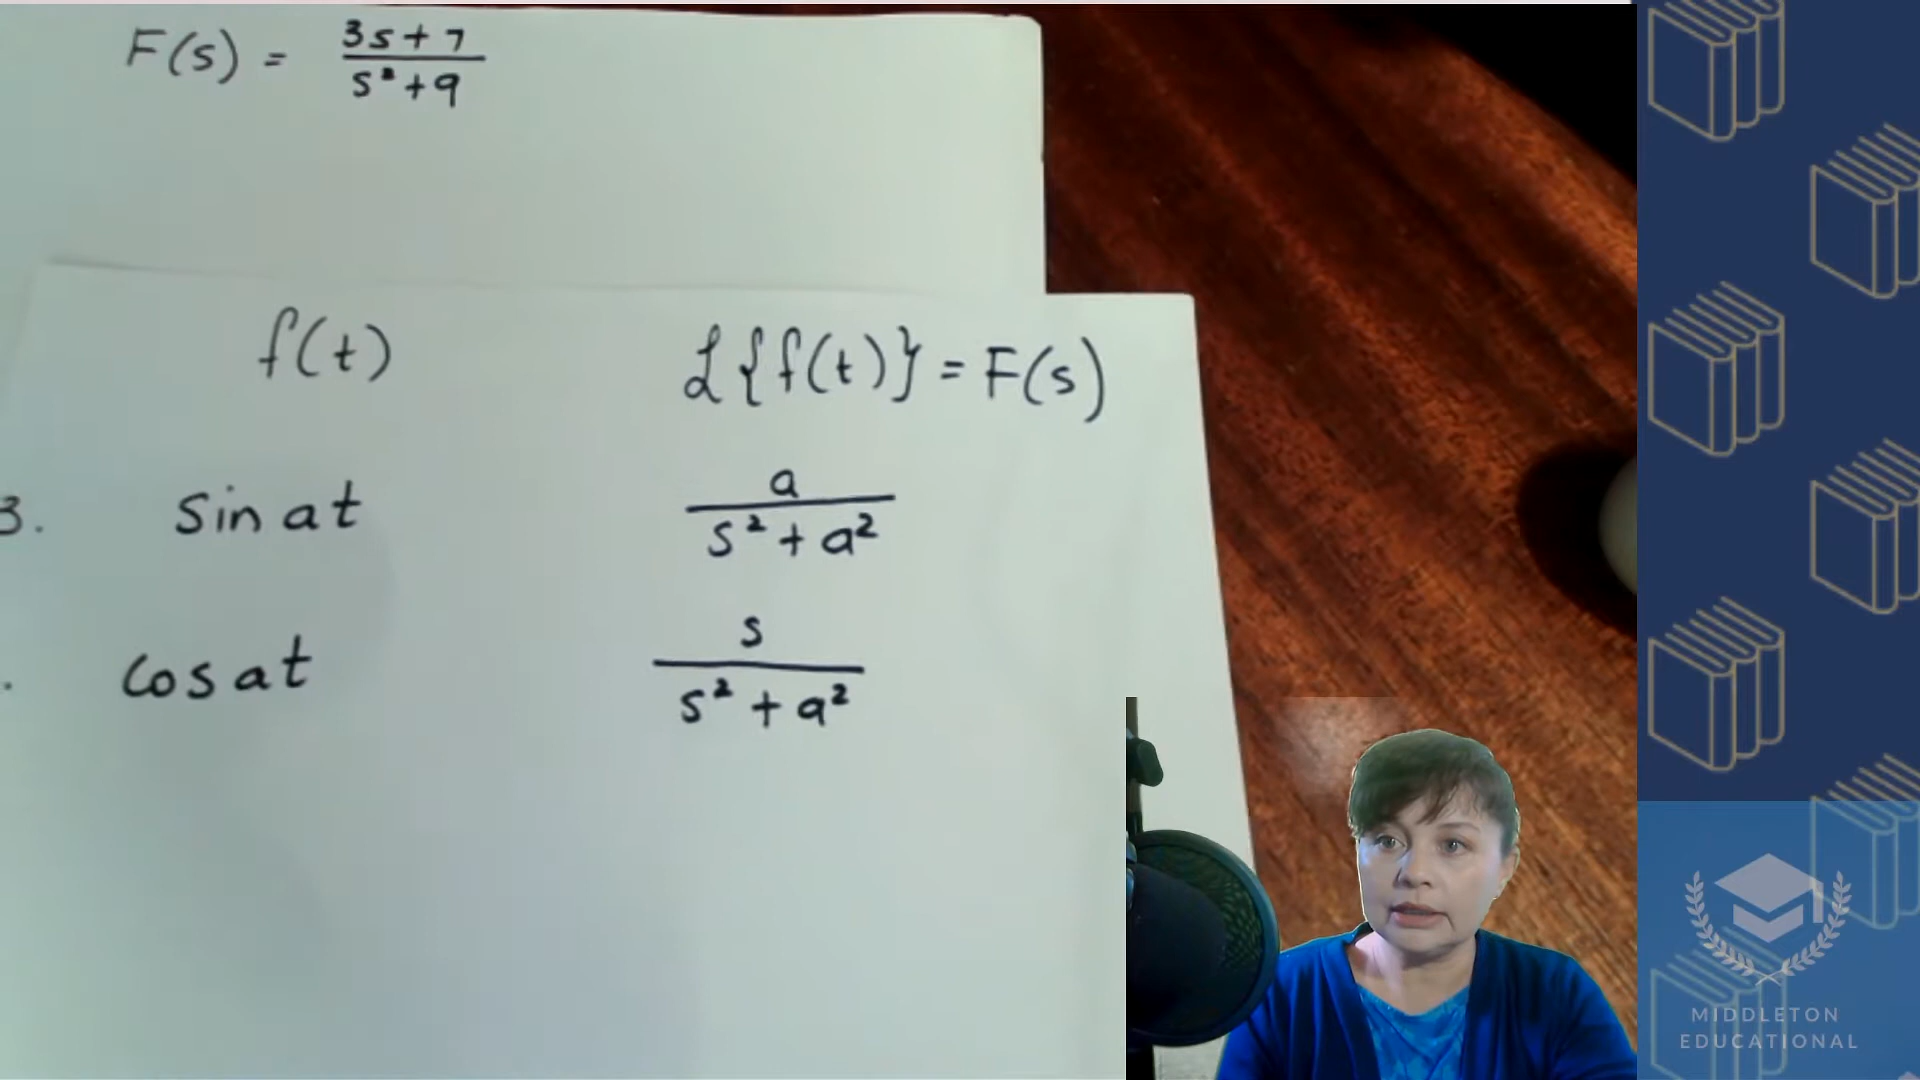 F(s) = 3s+7 / s²+9
f(t) ℒ{f(t)} = F(s)
3. sin at a / s² + a²
. cos at s / s² + a²
MIDDLETON
EDUCATIONAL